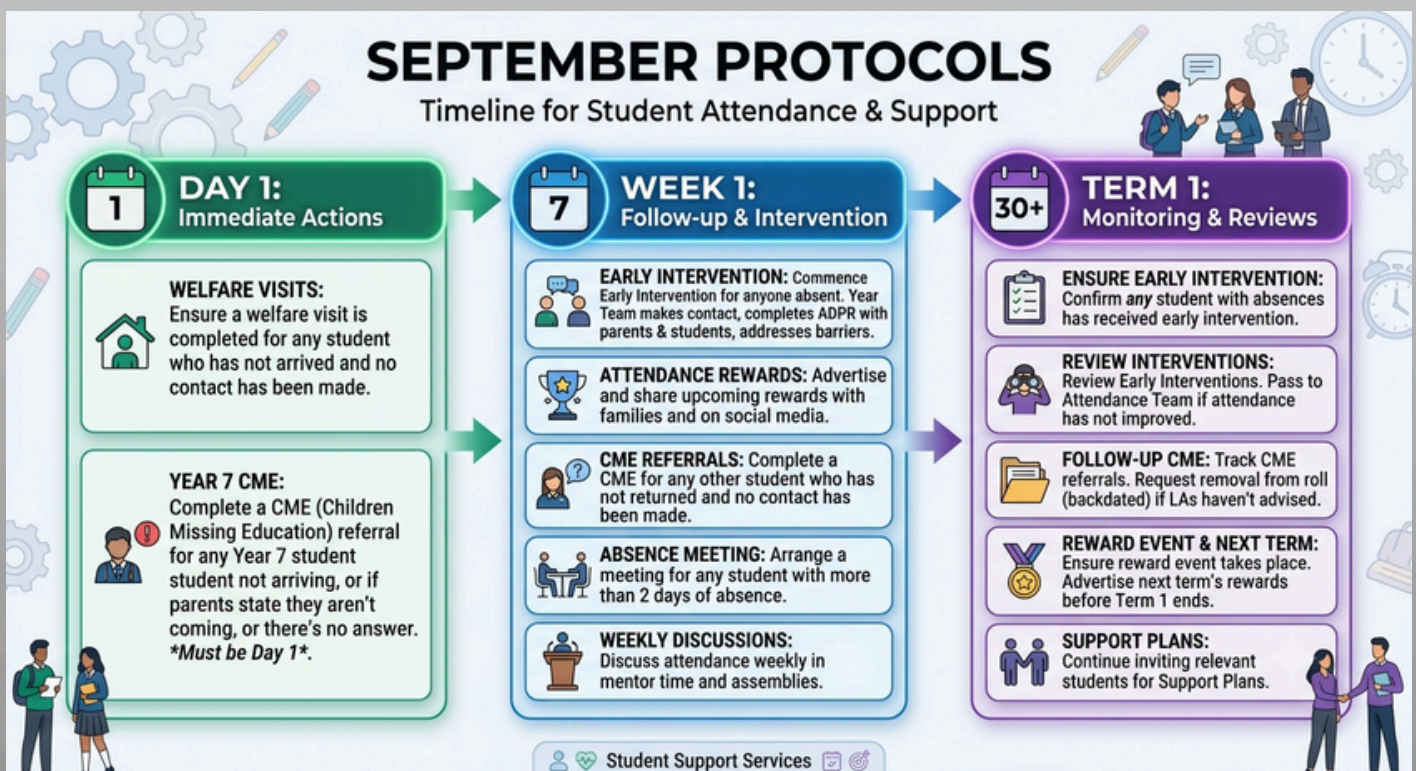 SEPTEMBER PROTOCOLS
Timeline for Student Attendance & Support
1
DAY 1:
Immediate Actions
WELFARE VISITS:
Ensure a welfare visit is
completed for any student
who has not arrived and no
contact has been made.
YEAR 7 CME:
Complete a CME (Children
Missing Education) referral
for any Year 7 student
student not arriving, or if
parents state they aren't
coming, or there's no answer.
*Must be Day 1*.
7
WEEK 1:
Follow-up & Intervention
EARLY INTERVENTION: Commence
Early Intervention for anyone absent. Year
Team makes contact, completes ADPR with
parents & students, addresses barriers.
ATTENDANCE REWARDS: Advertise
and share upcoming rewards with
families and on social media.
?
CME REFERRALS: Complete a
CME for any other student who has
not returned and no contact has
been made.
ABSENCE MEETING: Arrange a
meeting for any student with more
than 2 days of absence.
WEEKLY DISCUSSIONS:
Discuss attendance weekly in
mentor time and assemblies.
30+
TERM 1:
Monitoring & Reviews
ENSURE EARLY INTERVENTION:
Confirm any student with absences
has received early intervention.
REVIEW INTERVENTIONS:
Review Early Interventions. Pass to
Attendance Team if attendance
has not improved.
FOLLOW-UP CME: Track CME
referrals. Request removal from roll
(backdated) if LAs haven't advised.
REWARD EVENT & NEXT TERM:
Ensure reward event takes place.
Advertise next term's rewards
before Term 1 ends.
SUPPORT PLANS:
Continue inviting relevant
students for Support Plans.
Student Support Services